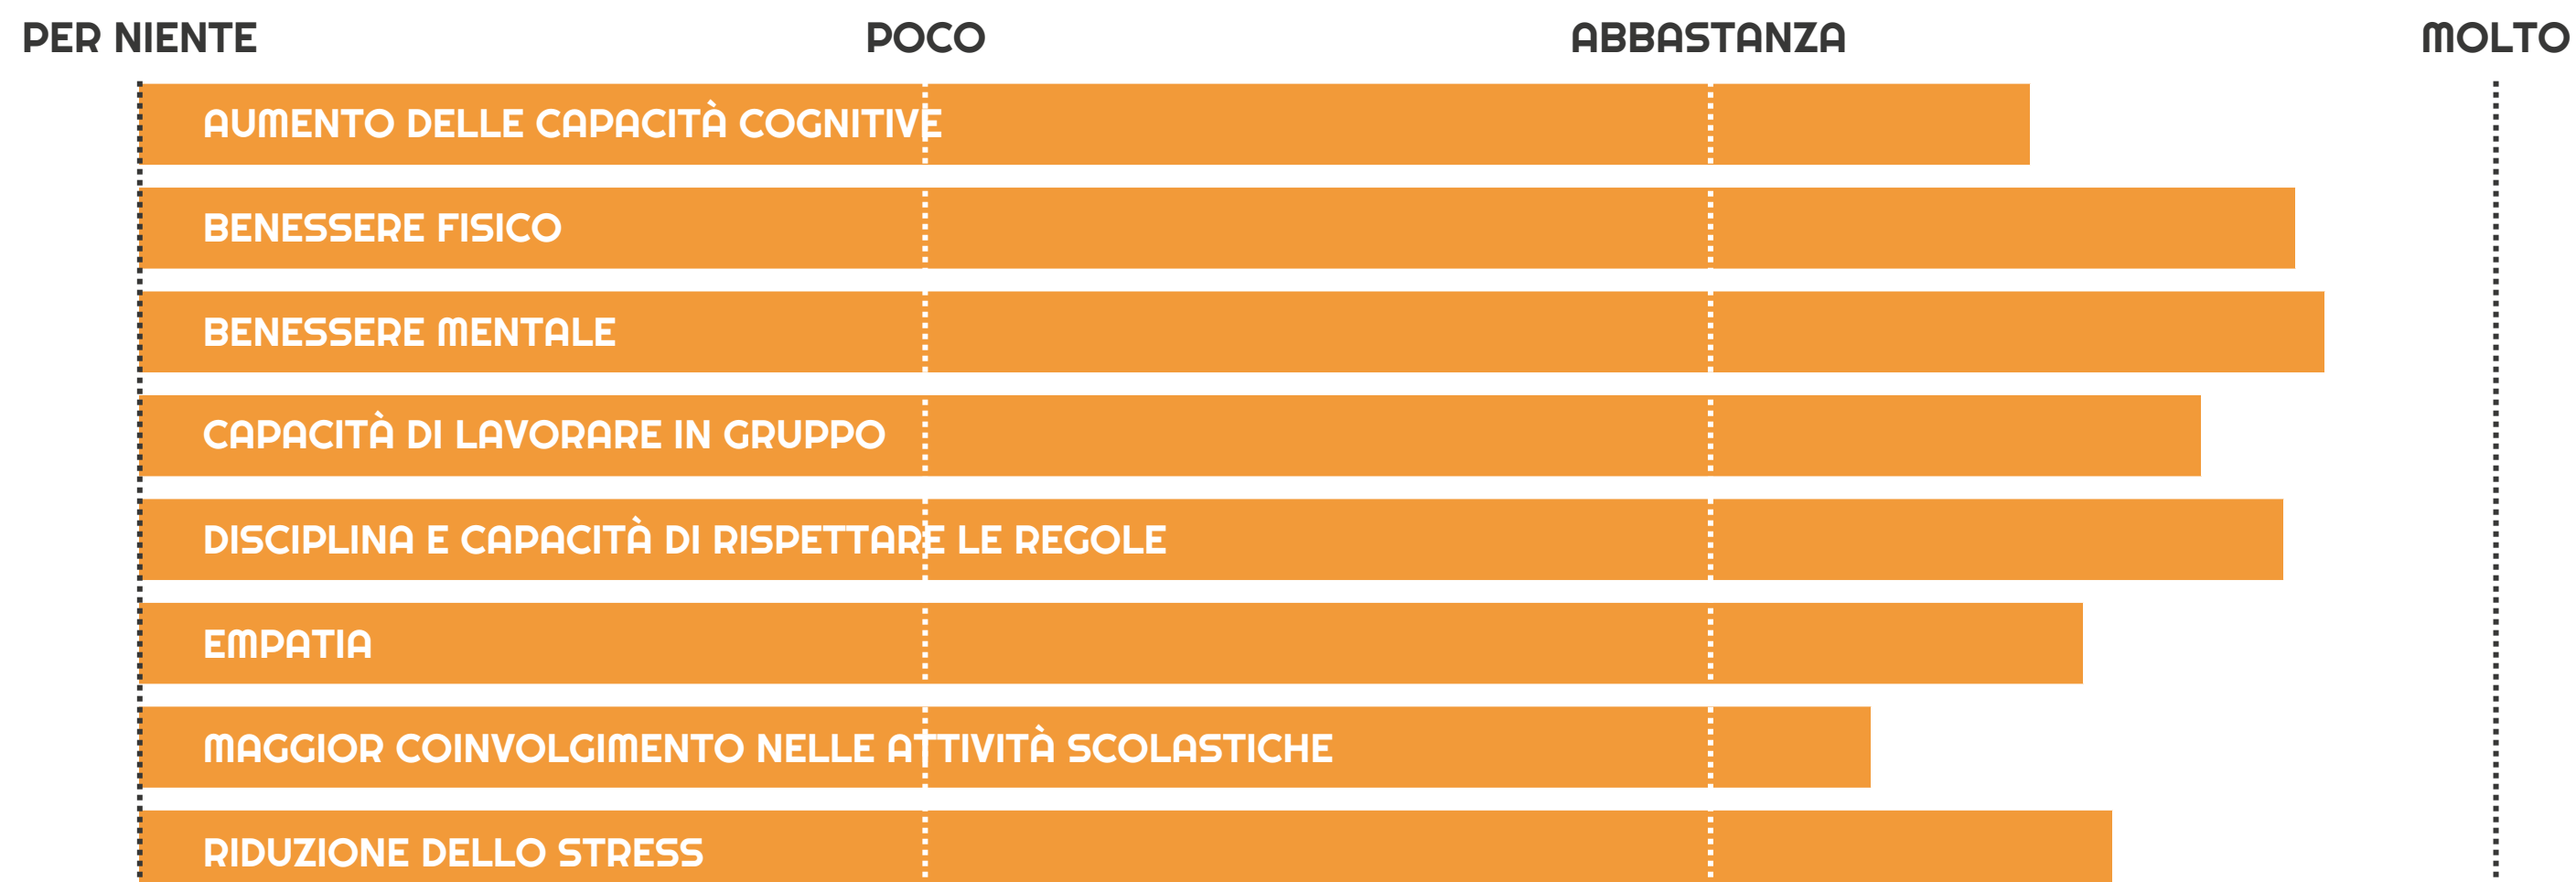 PER NIENTE POCO ABBASTANZA MOLTO
AUMENTO DELLE CAPACITÀ COGNITIVE
BENESSERE FISICO
BENESSERE MENTALE
CAPACITÀ DI LAVORARE IN GRUPPO
DISCIPLINA E CAPACITÀ DI RISPETTARE LE REGOLE
EMPATIA
MAGGIOR COINVOLGIMENTO NELLE ATTIVITÀ SCOLASTICHE
RIDUZIONE DELLO STRESS